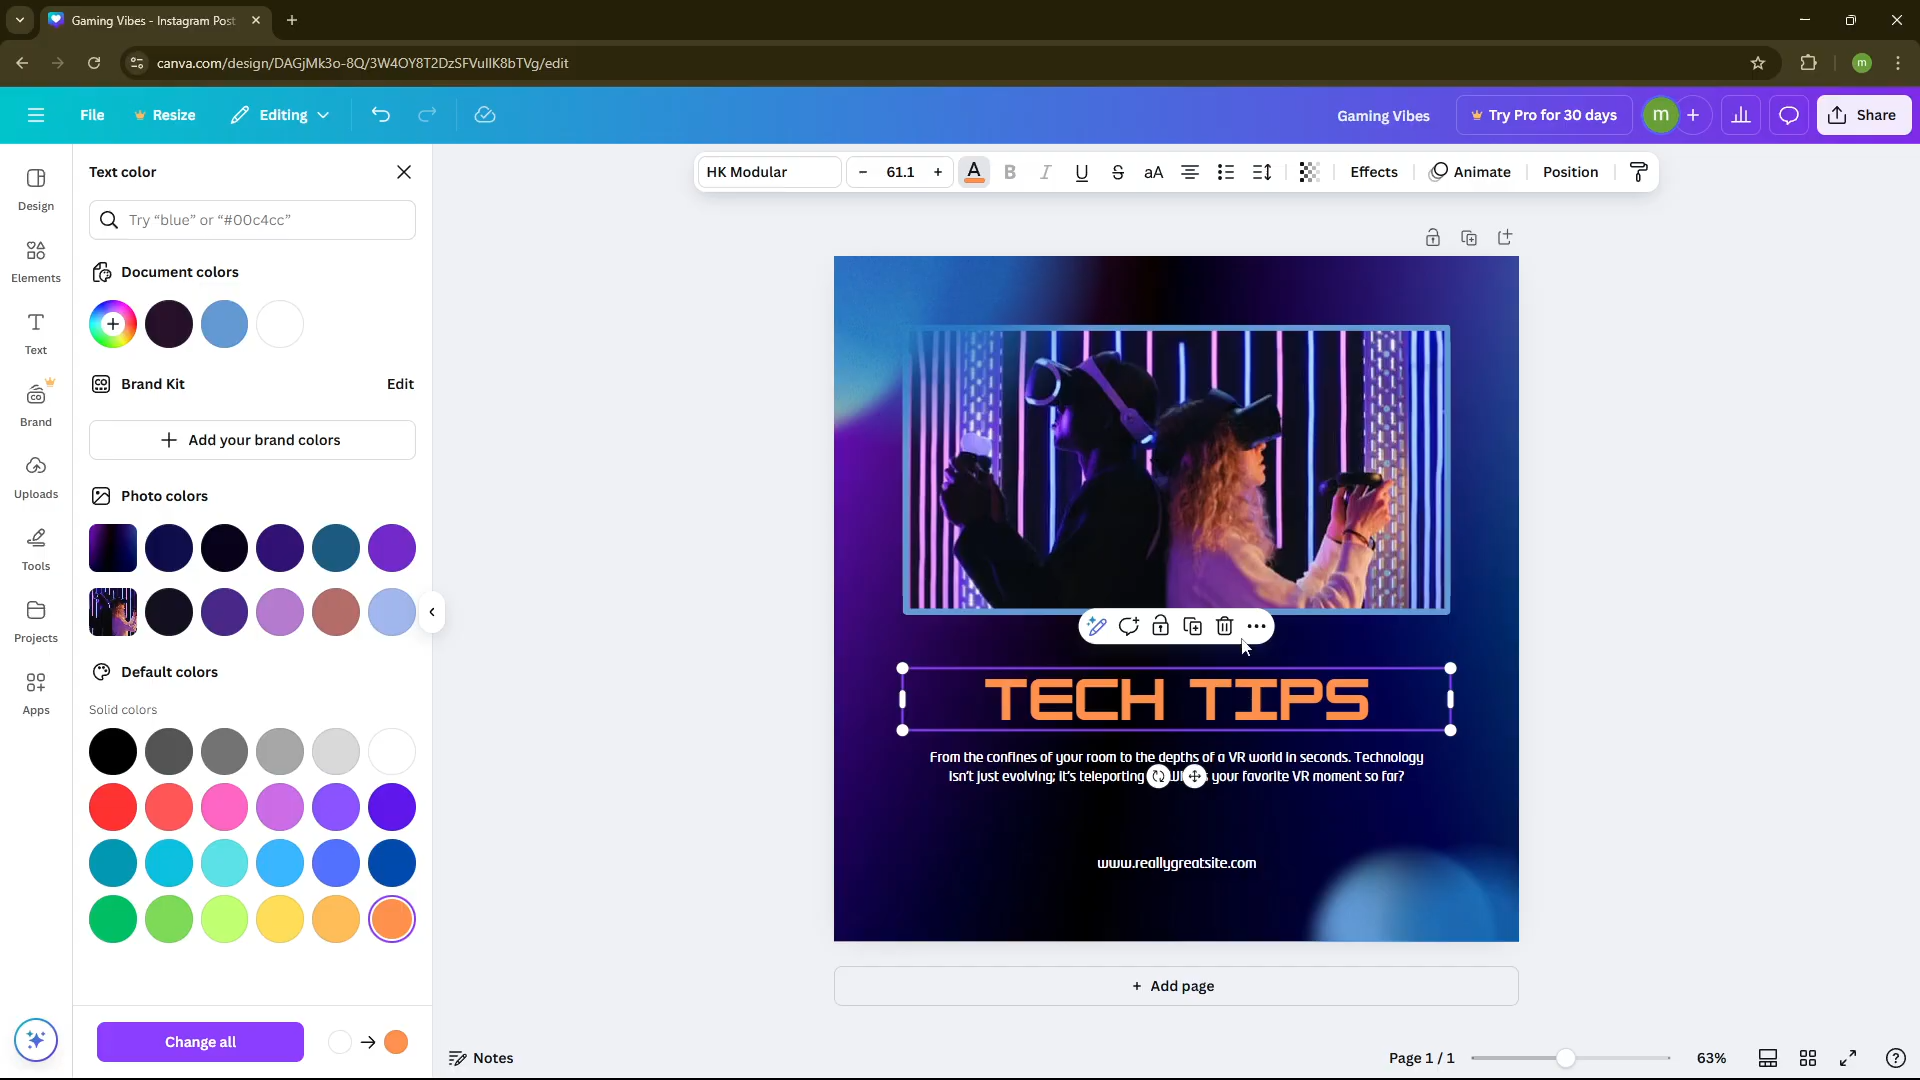 Gaming Vibes - Instagram Post
canva.com/design/DAGjMk3o-8Q/3W4OY8T2DzSFVullK8bTVg/edit
m
File
Resize
Editing
Gaming Vibes
Try Pro for 30 days
m
Share
Design
Elements
Text
Brand
Uploads
Tools
Projects
Apps
Text color
Try “blue” or “#00c4cc”
Document colors
Brand Kit
Edit
Add your brand colors
Photo colors
Default colors
Solid colors
Change all
HK Modular
61.1
A
B
I
U
S
aA
Effects
Animate
Position
TECH TIPS
From the confines of your room to the depths of a VR world in seconds. Technology
isn't just evolving; it's teleporting
your favorite VR moment so far?
www.reallygreatsite.com
+ Add page
Notes
Page 1 / 1
63%